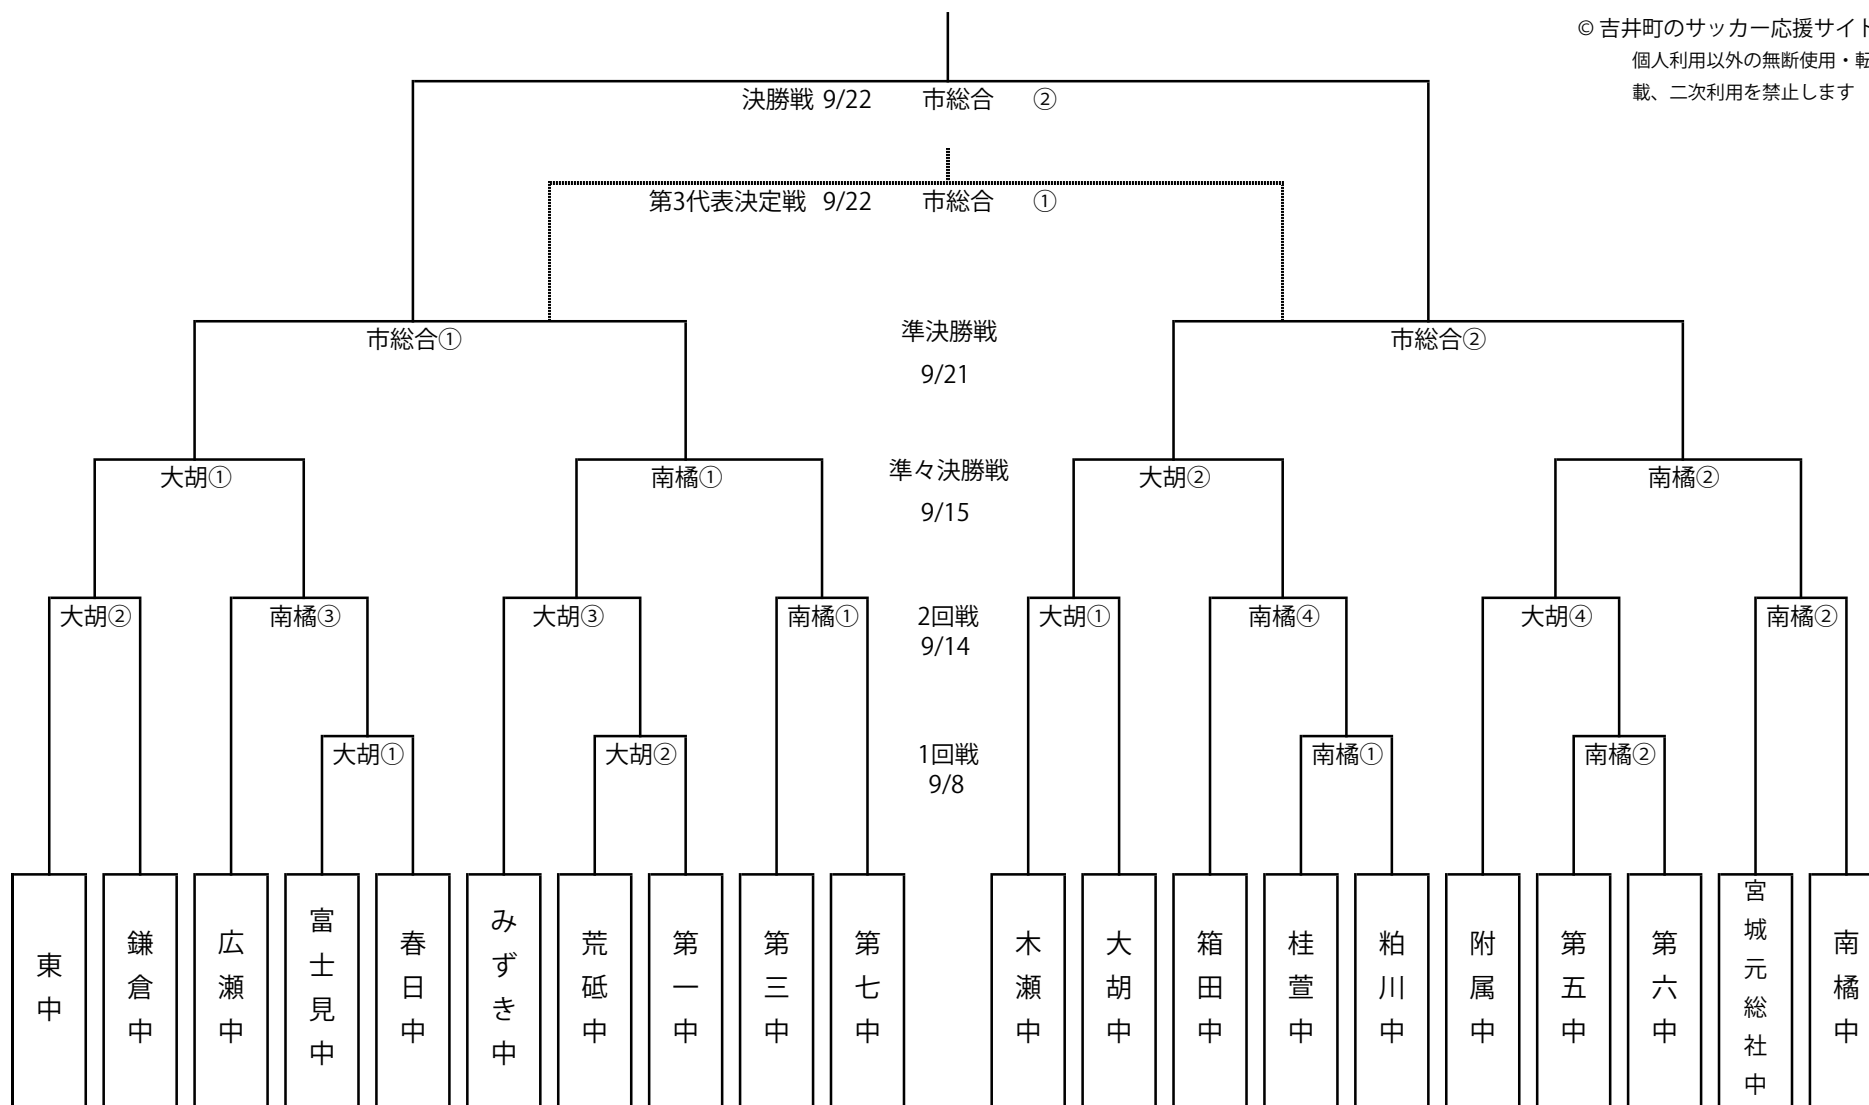 © 吉井町のサッカー応援サイト
個人利用以外の無断使用・転
載、二次利用を禁止します
決勝戦 9/22 市総合 ②
第3代表決定戦 9/22 市総合 ①
市総合① 準決勝戦 市総合②
9/21
大胡① 南橘① 準々決勝戦 大胡② 南橘②
9/15
大胡② 南橘③ 大胡③ 南橘① 2回戦 大胡① 南橘④ 大胡④ 南橘②
9/14
大胡① 大胡② 1回戦 南橘① 南橘②
9/8
東中
鎌倉中
広瀬中
富士見中
春日中
みずき中
荒砥中
第一中
第三中
第七中
木瀬中
大胡中
箱田中
桂萱中
粕川中
附属中
第五中
第六中
宮城元総社中
南橘中